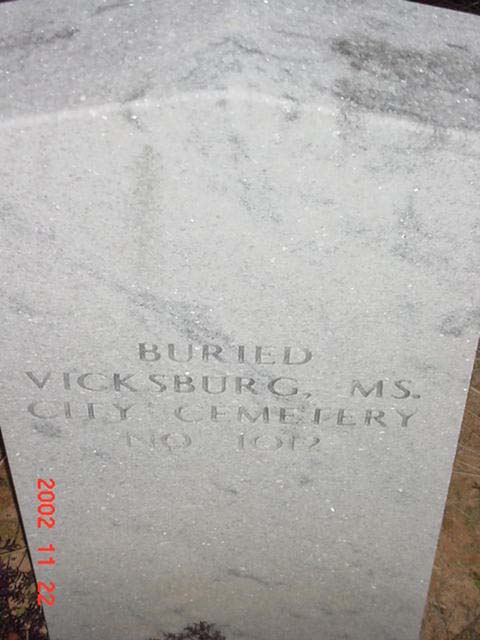 BURIED
VICKSBURG, MS.
CITY CEMETERY
NO 1012
2002 11 22